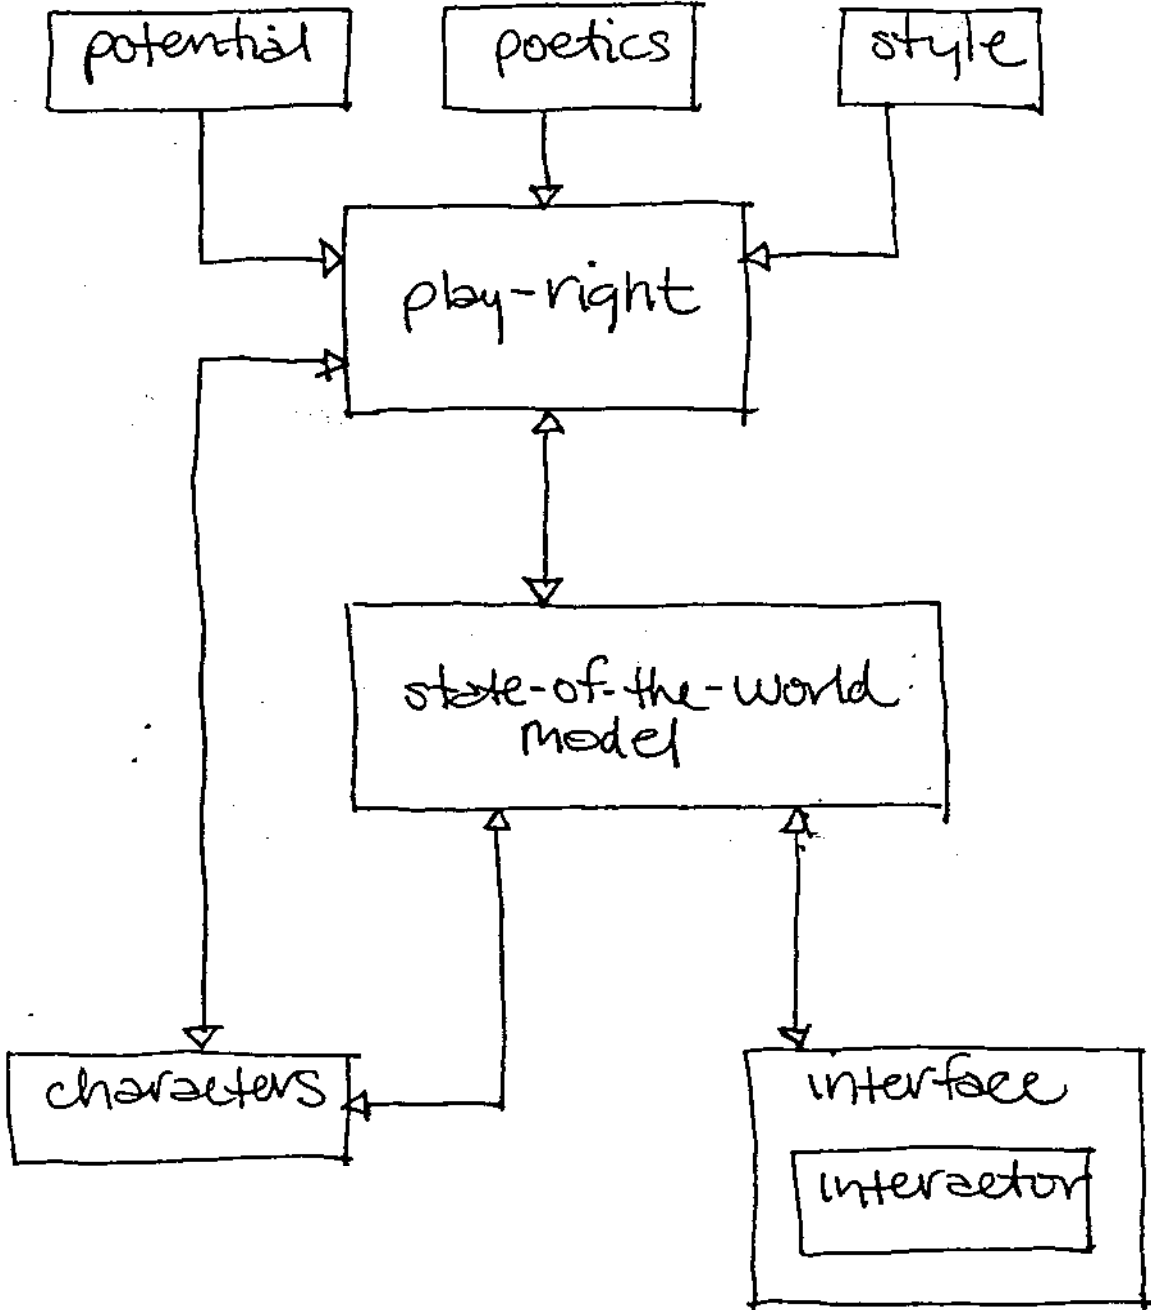 potential
poetics
style
play-right
state-of-the-world
model
characters
interface
interactor